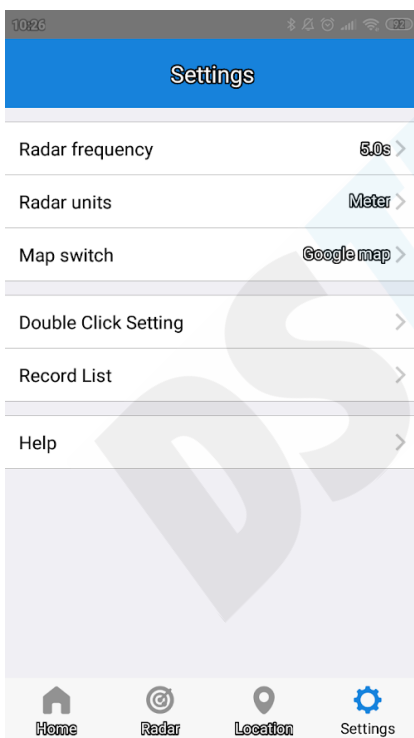 10:26
92
Settings
Radar frequency 5.0s
Radar units Meter
Map switch Google map
Double Click Setting
Record List
Help
Home Radar Location Settings